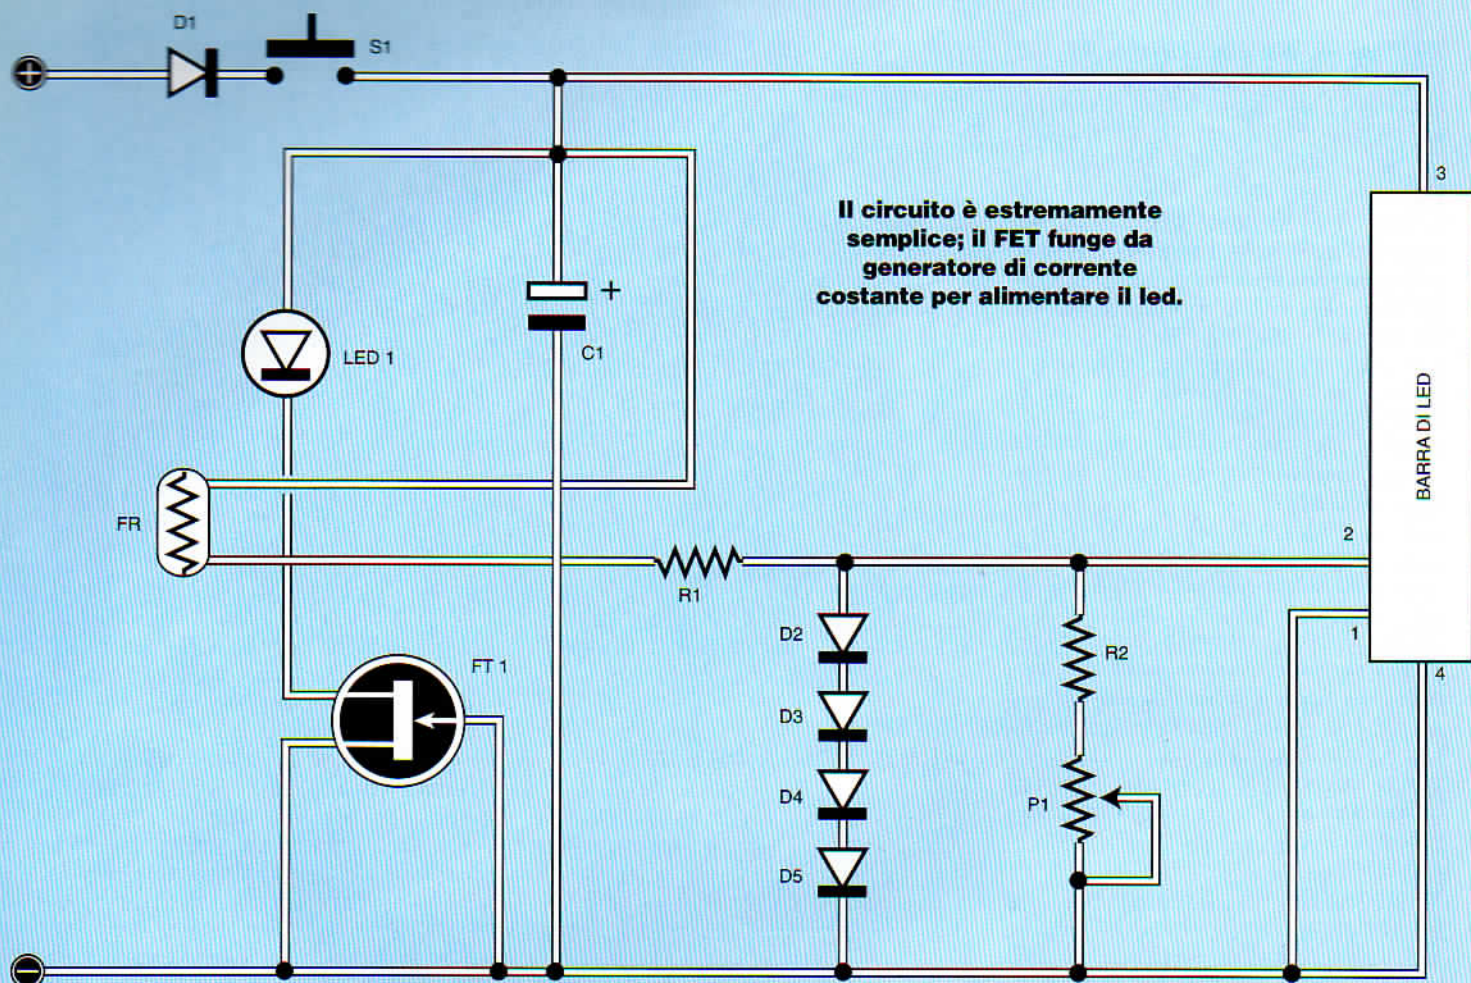 D1
S1
+
3
Il circuito è estremamente
semplice; il FET funge da
generatore di corrente
costante per alimentare il led.
+
LED 1
C1
BARRA DI LED
FR
2
R1
1
D2
R2
FT 1
4
D3
D4
P1
D5
−